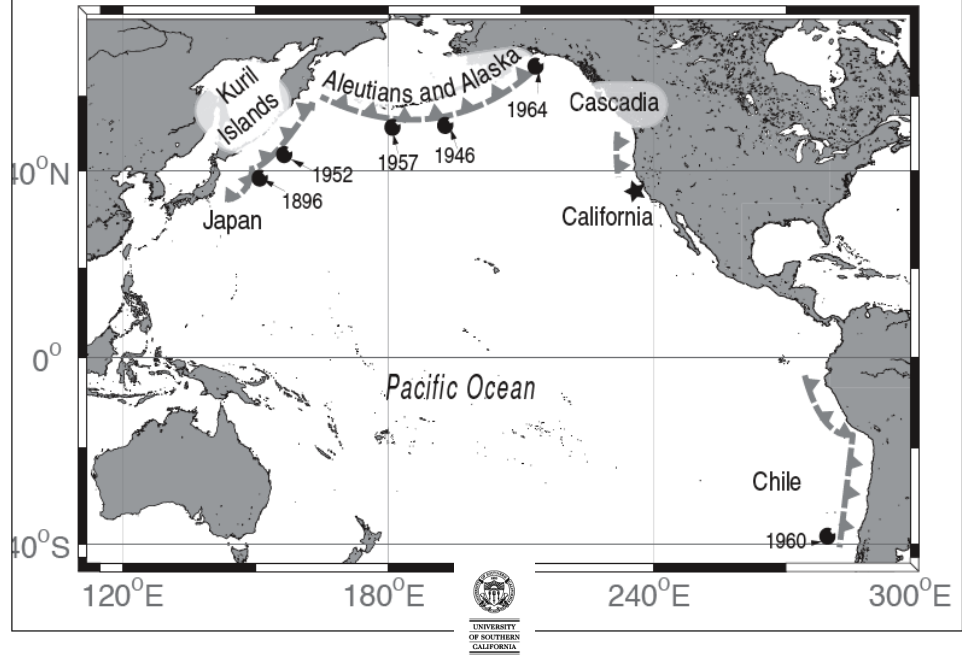 Kuril
Islands
Aleutians and Alaska
1964
Cascadia
1957
1946
40°N
1952
1896
Japan
California
0°
Pacific Ocean
Chile
1960
40°S
120°E
180°E
240°E
300°E
UNIVERSITY
OF SOUTHERN
CALIFORNIA